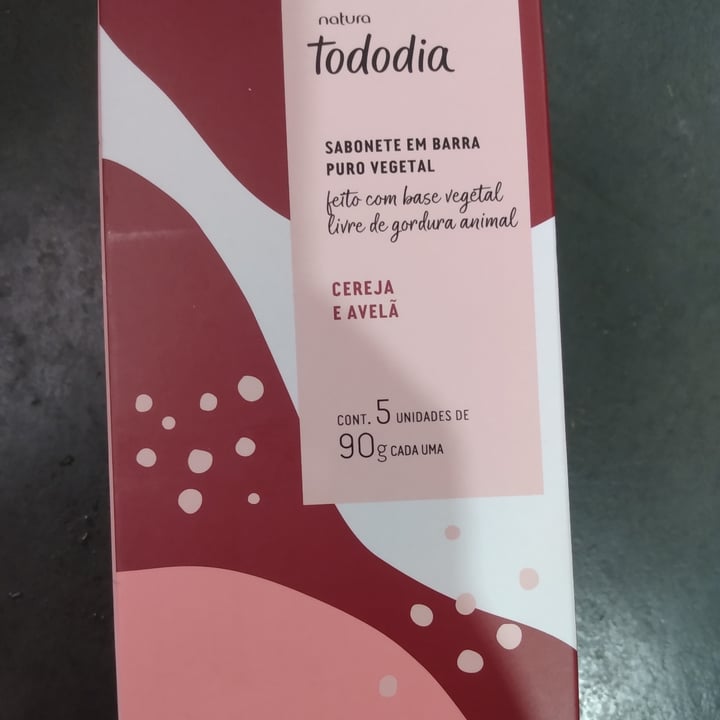 natura
Tododia
SABONETE EM BARRA
PURO VEGETAL
feito com base vegetal
livre de gordura animal
CEREJA
E AVELÃ
CONT. 5 UNIDADES DE
90g CADA UMA